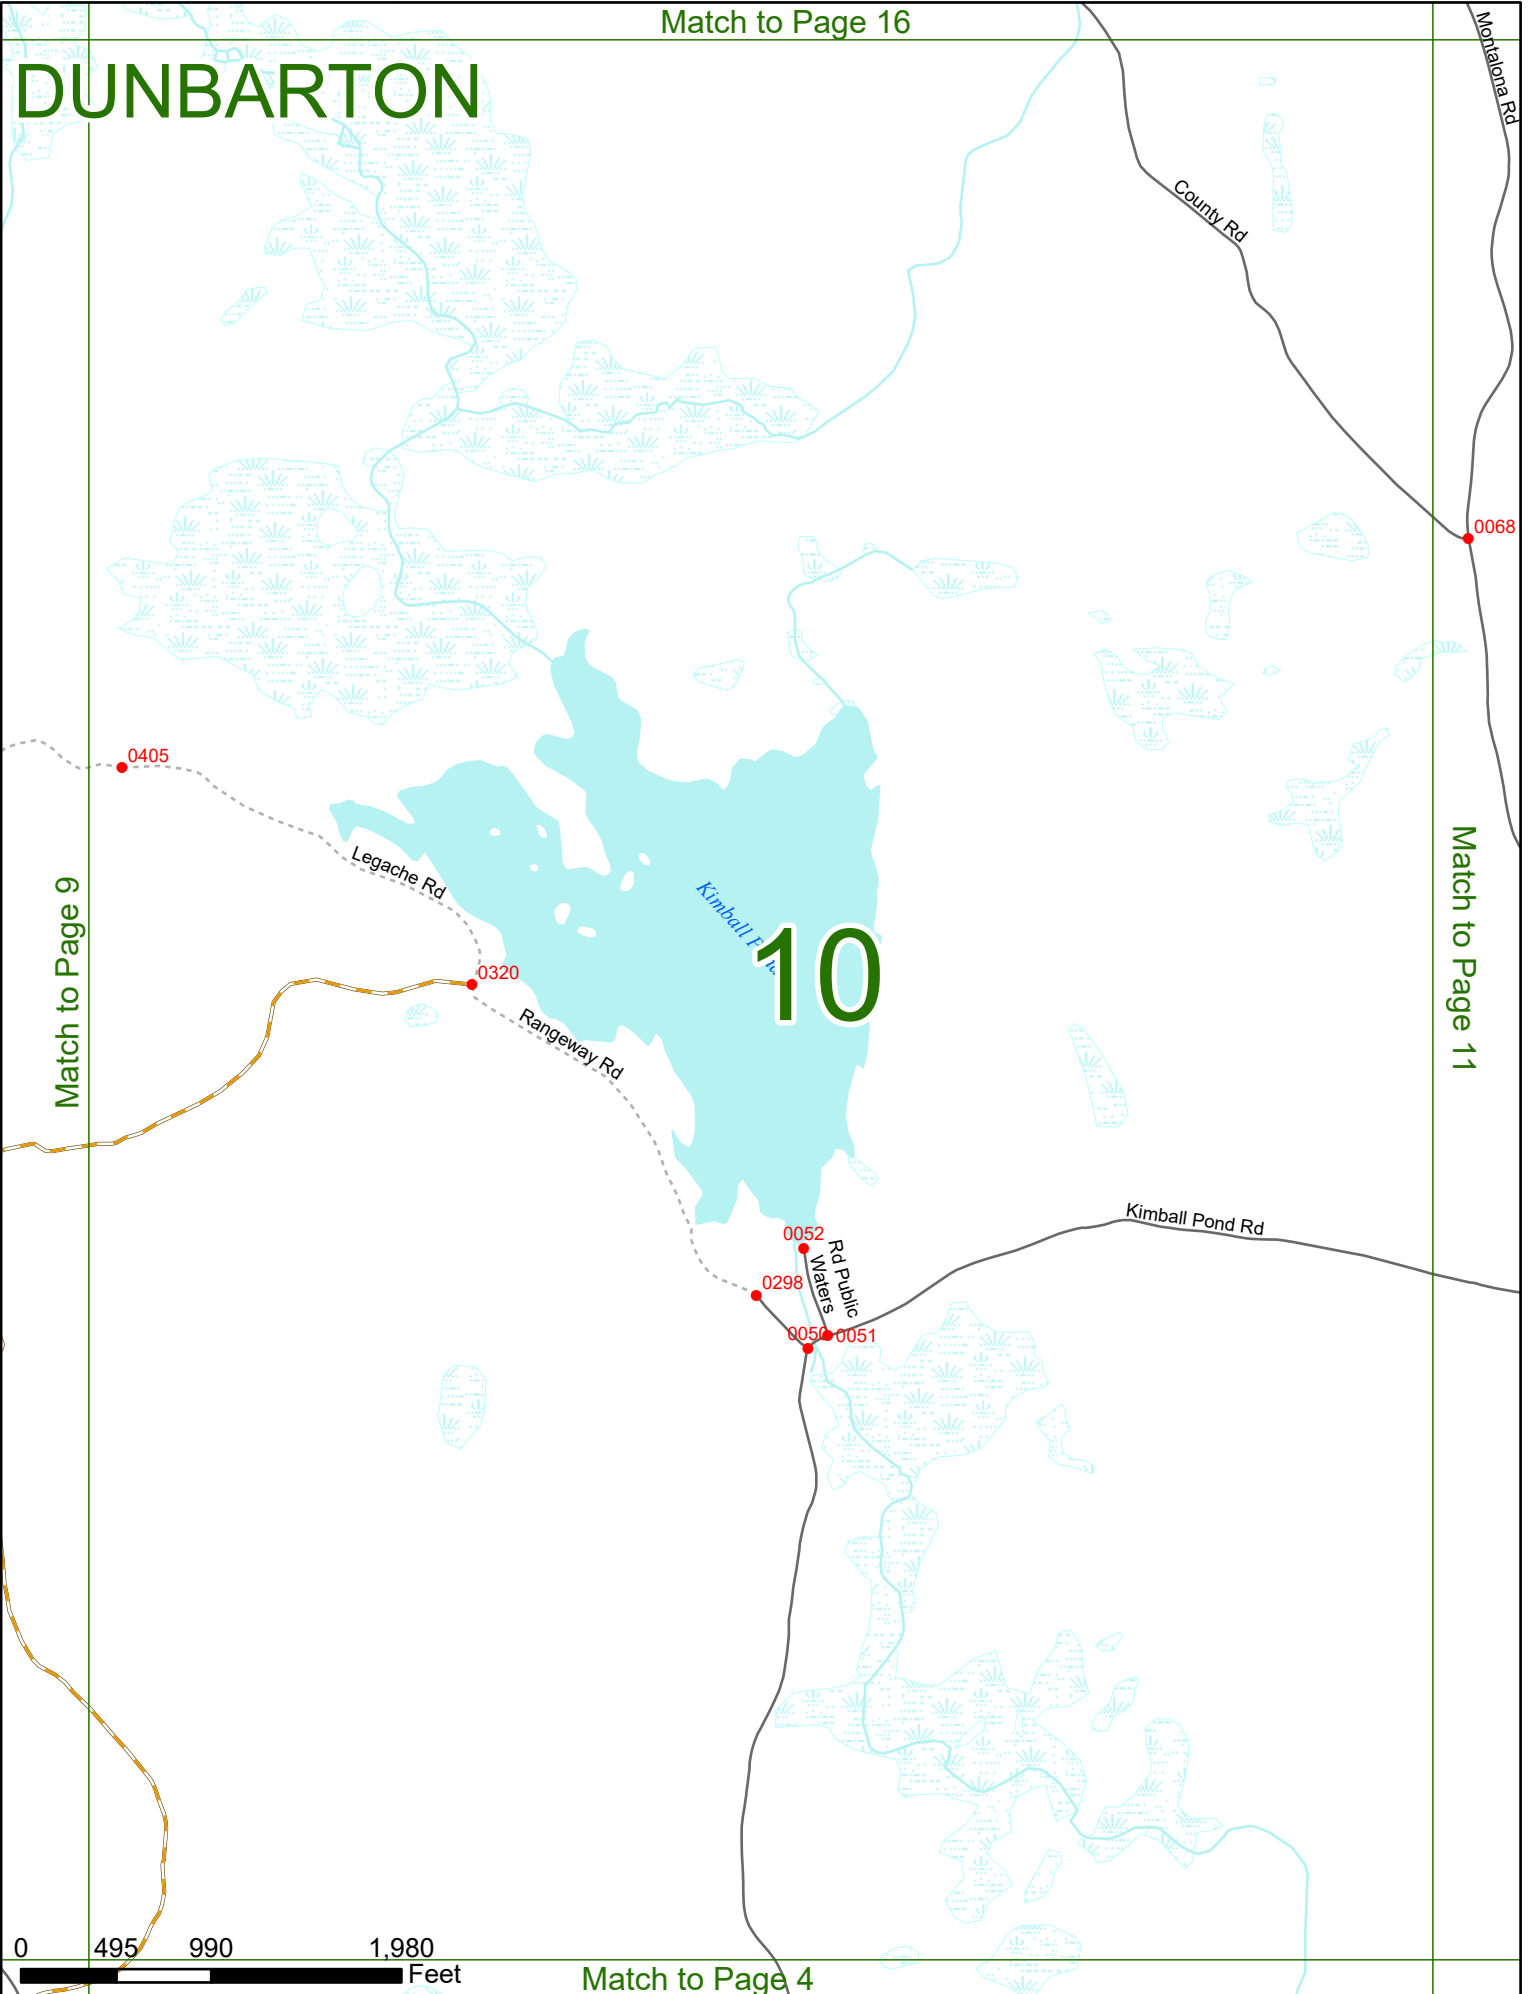 Match to Page 16
DUNBARTON
Montalona Rd
County Rd
0068
0405
Legache Rd
Match to Page 9
Match to Page 11
Kimball
10
0320
Rangeway Rd
Kimball Pond Rd
0052
Rd Public
Waters
0298
0050
0051
0 495 990 1,980
Feet
Match to Page 4